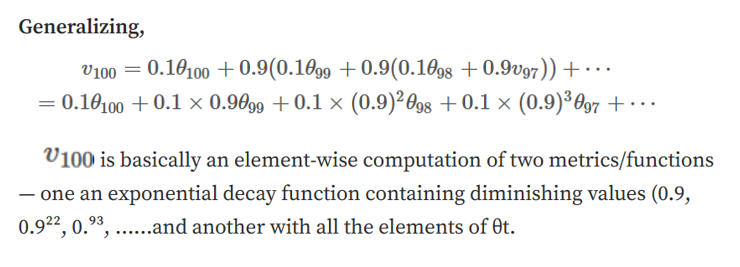 Generalizing,
v₁₀₀ = 0.1θ₁₀₀ + 0.9(0.1θ₉₉ + 0.9(0.1θ₉₈ + 0.9v₉₇)) + ⋯
= 0.1θ₁₀₀ + 0.1 × 0.9θ₉₉ + 0.1 × (0.9)²θ₉₈ + 0.1 × (0.9)³θ₉₇ + ⋯
v₁₀₀ is basically an element-wise computation of two metrics/functions
— one an exponential decay function containing diminishing values (0.9,
0.9²², 0.⁹³, ……and another with all the elements of θt.